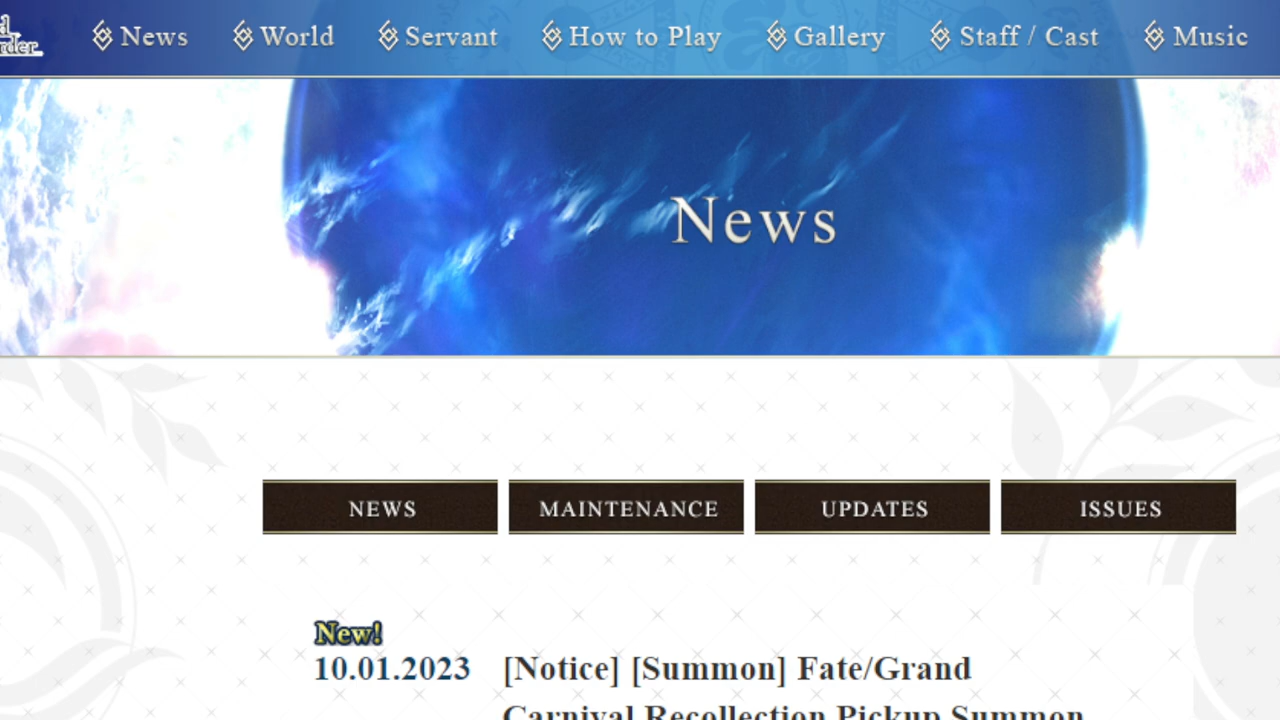 News World Servant How to Play Gallery Staff / Cast Music
News
NEWS MAINTENANCE UPDATES ISSUES
New!
10.01.2023 [Notice] [Summon] Fate/Grand
Carnival Recollection Pickup Summon